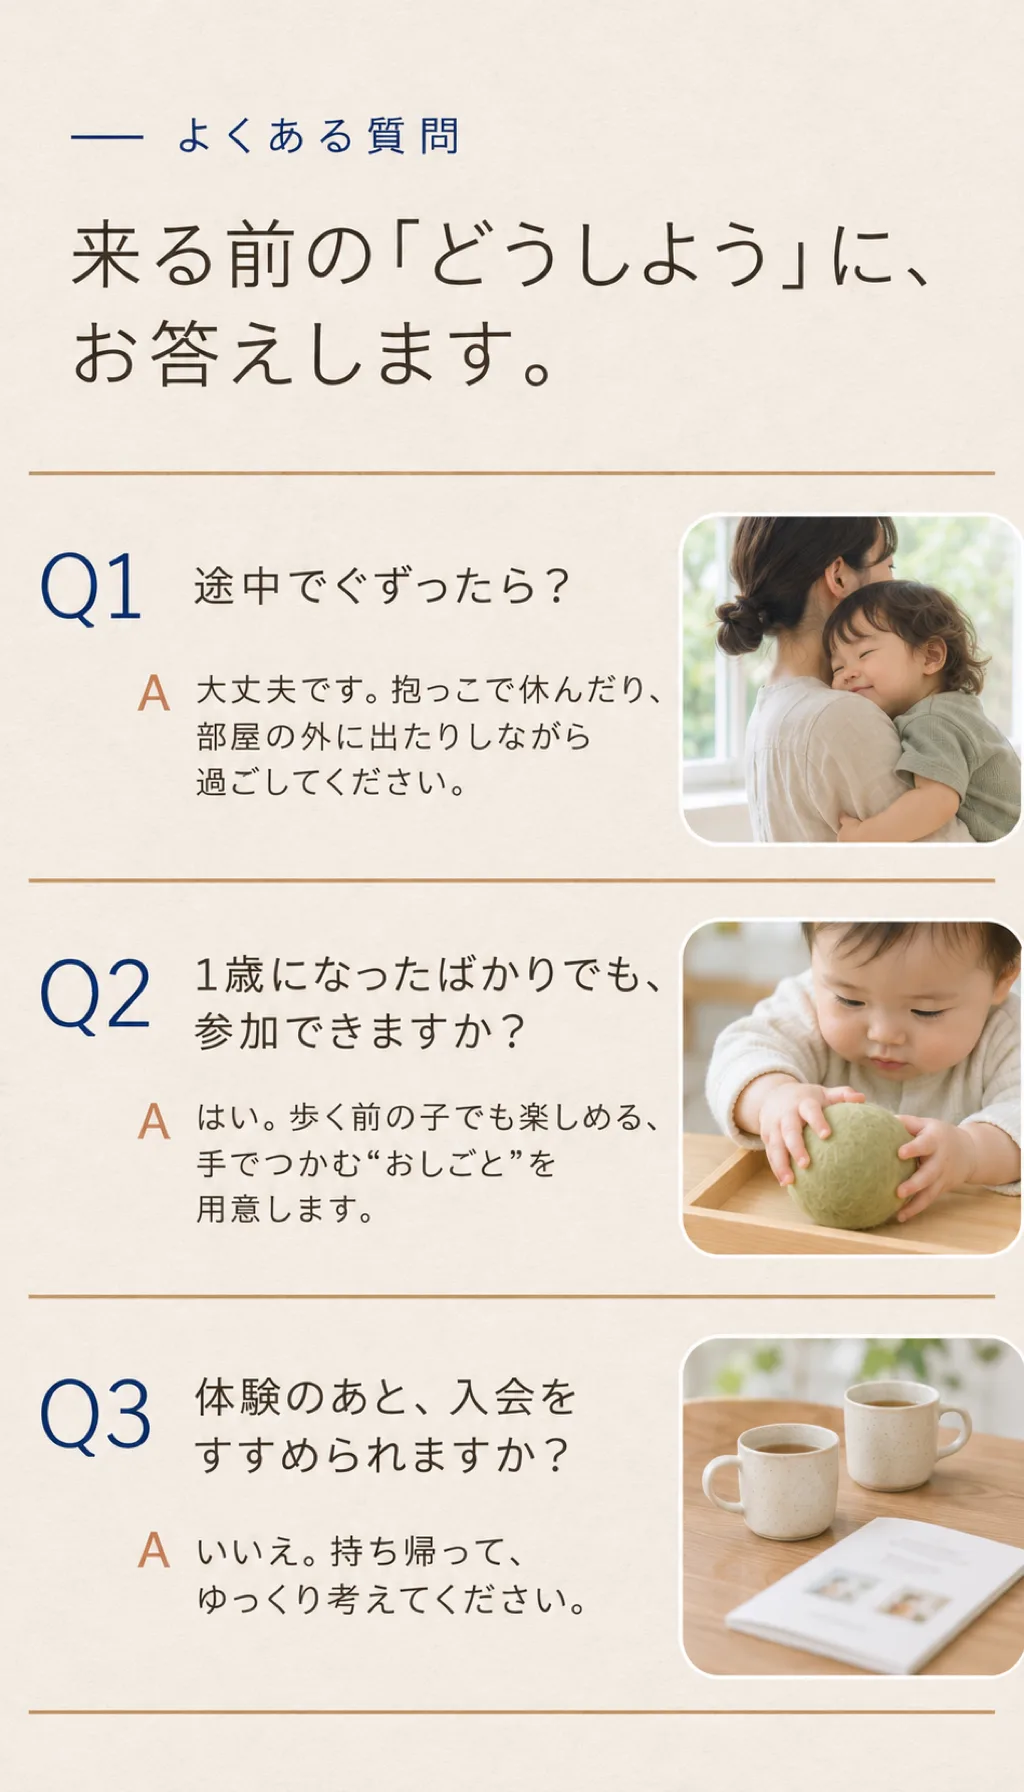 よくある質問
来る前の「どうしよう」に、
お答えします。
Q1 途中でぐずったら？
A 大丈夫です。抱っこで休んだり、
部屋の外に出たりしながら
過ごしてください。
Q2 1歳になったばかりでも、
参加できますか？
A はい。歩く前の子でも楽しめる、
手でつかむ“おしごと”を
用意します。
Q3 体験のあと、入会を
すすめられますか？
A いいえ。持ち帰って、
ゆっくり考えてください。